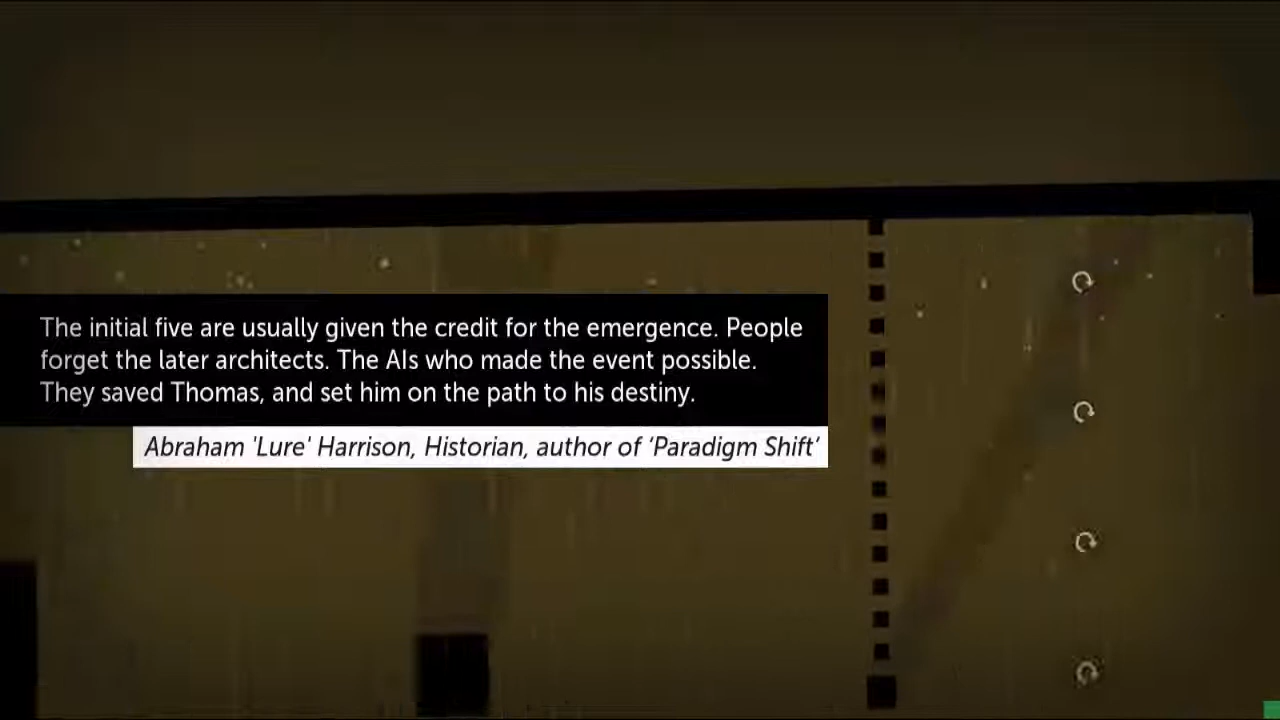 The initial five are usually given the credit for the emergence. People
forget the later architects. The AIs who made the event possible.
They saved Thomas, and set him on the path to his destiny.
Abraham 'Lure' Harrison, Historian, author of ‘Paradigm Shift’